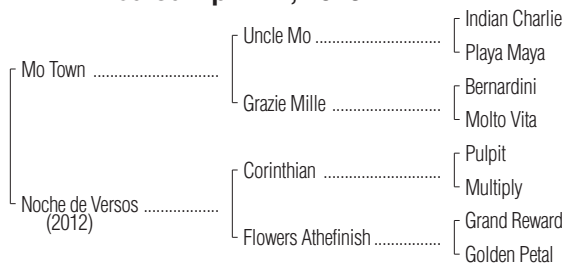 Indian Charlie
Uncle Mo
Playa Maya
Mo Town
Bernardini
Grazie Mille
Molto Vita
Pulpit
Corinthian
Multiply
Noche de Versos
(2012)
Grand Reward
Flowers Athefinish
Golden Petal